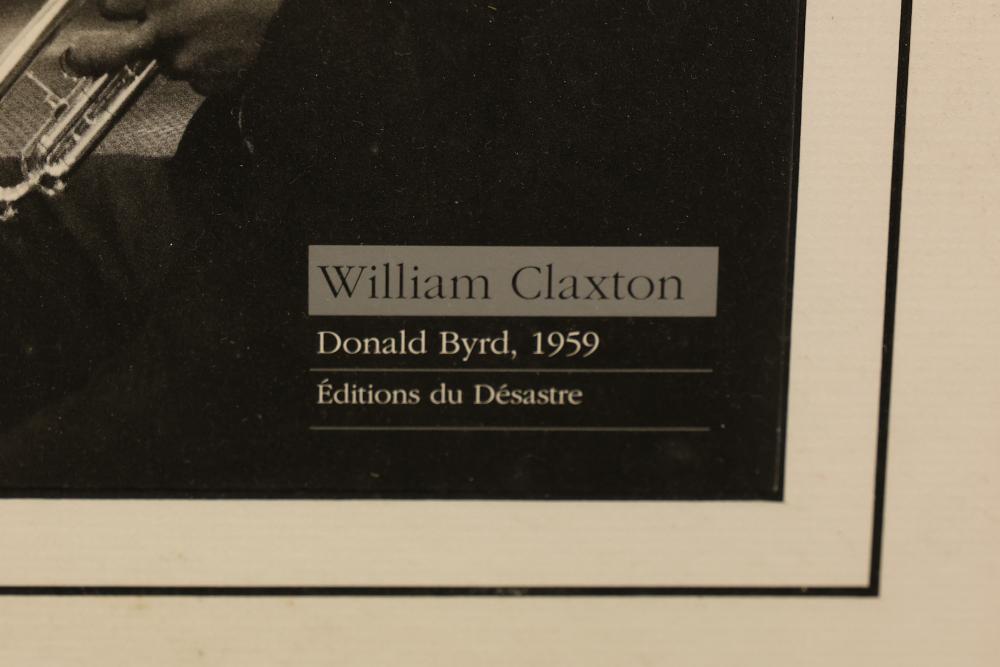 William Claxton
Donald Byrd, 1959
Éditions du Désastre